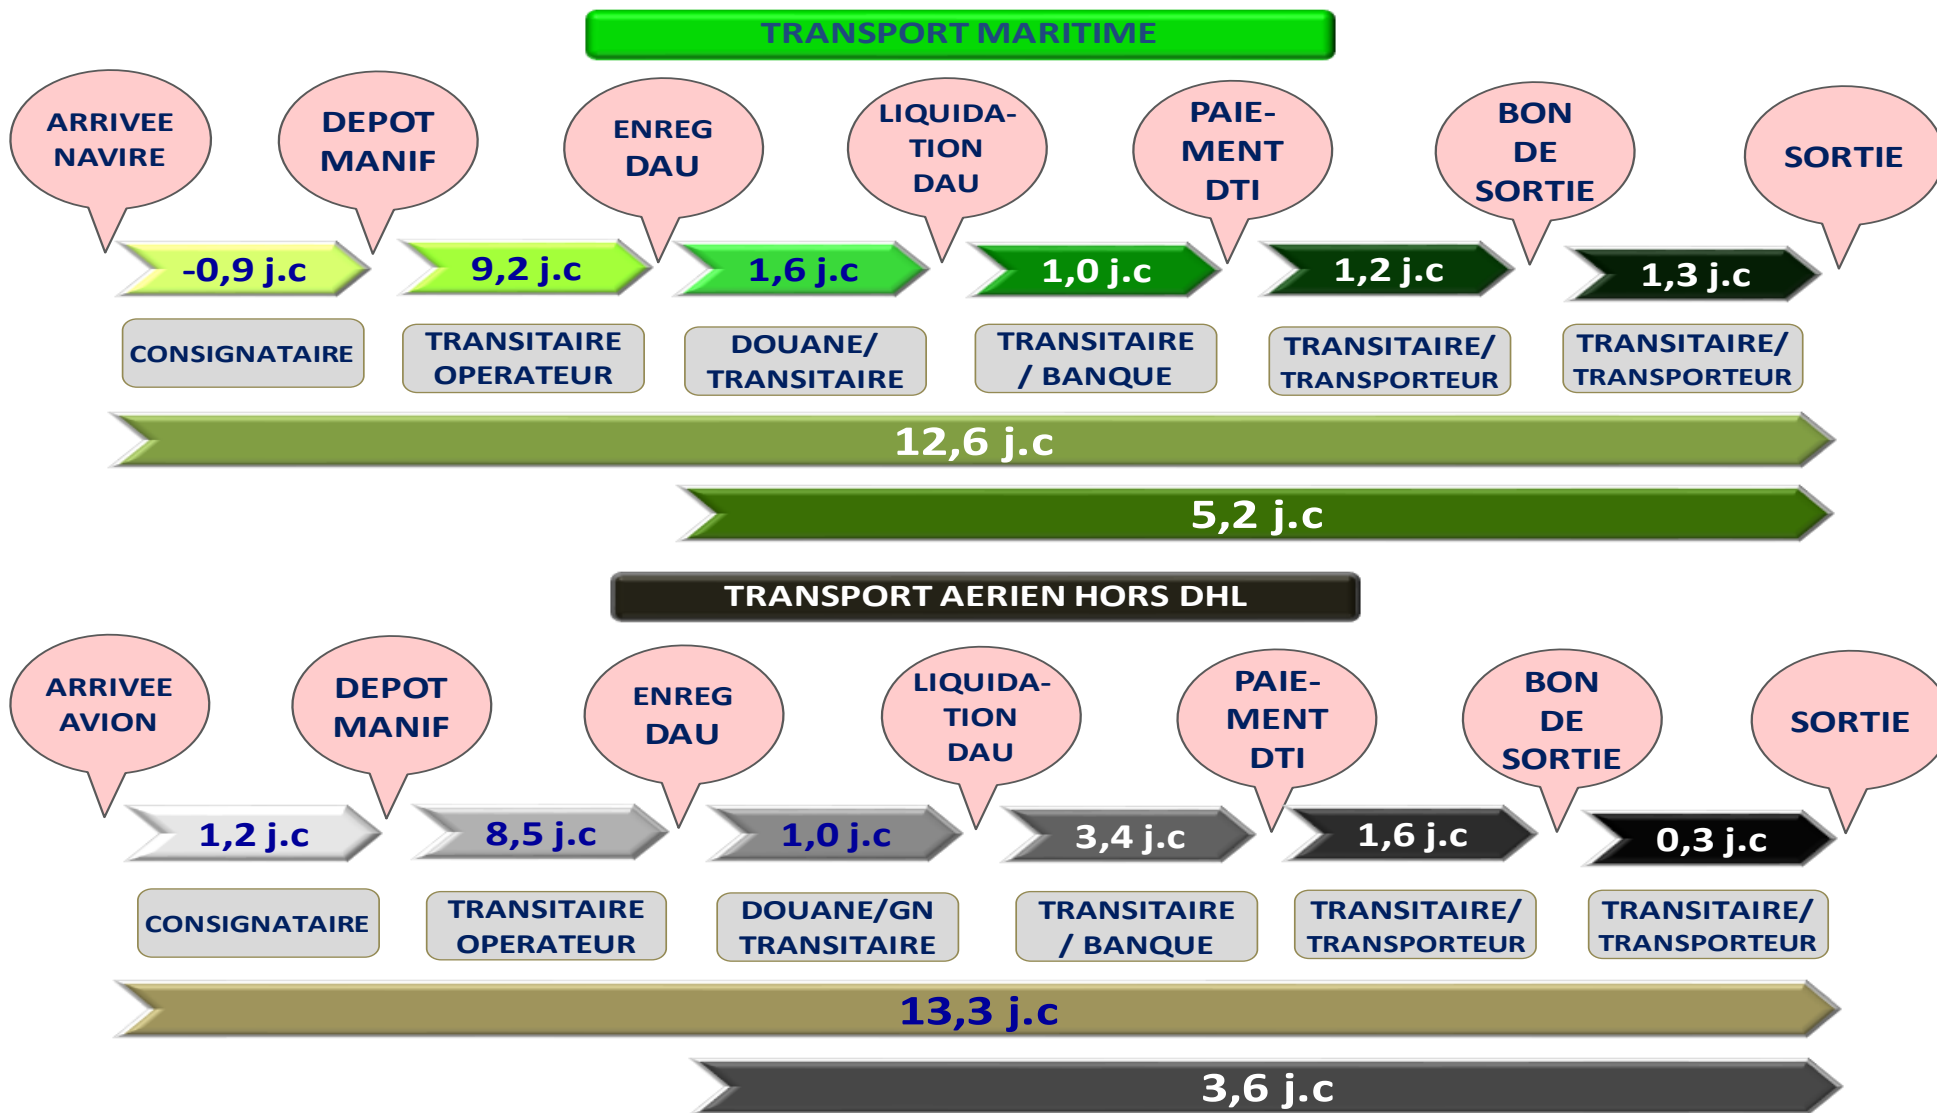 TRANSPORT MARITIME
ARRIVEE
NAVIRE
DEPOT
MANIF
ENREG
DAU
LIQUIDA-
TION
DAU
PAIE-
MENT
DTI
BON
DE
SORTIE
SORTIE
-0,9 j.c
9,2 j.c
1,6 j.c
1,0 j.c
1,2 j.c
1,3 j.c
CONSIGNATAIRE
TRANSITAIRE
OPERATEUR
DOUANE/
TRANSITAIRE
TRANSITAIRE
/ BANQUE
TRANSITAIRE/
TRANSPORTEUR
TRANSITAIRE/
TRANSPORTEUR
12,6 j.c
5,2 j.c
TRANSPORT AERIEN HORS DHL
ARRIVEE
AVION
DEPOT
MANIF
ENREG
DAU
LIQUIDA-
TION
DAU
PAIE-
MENT
DTI
BON
DE
SORTIE
SORTIE
1,2 j.c
8,5 j.c
1,0 j.c
3,4 j.c
1,6 j.c
0,3 j.c
CONSIGNATAIRE
TRANSITAIRE
OPERATEUR
DOUANE/GN
TRANSITAIRE
TRANSITAIRE
/ BANQUE
TRANSITAIRE/
TRANSPORTEUR
TRANSITAIRE/
TRANSPORTEUR
13,3 j.c
3,6 j.c